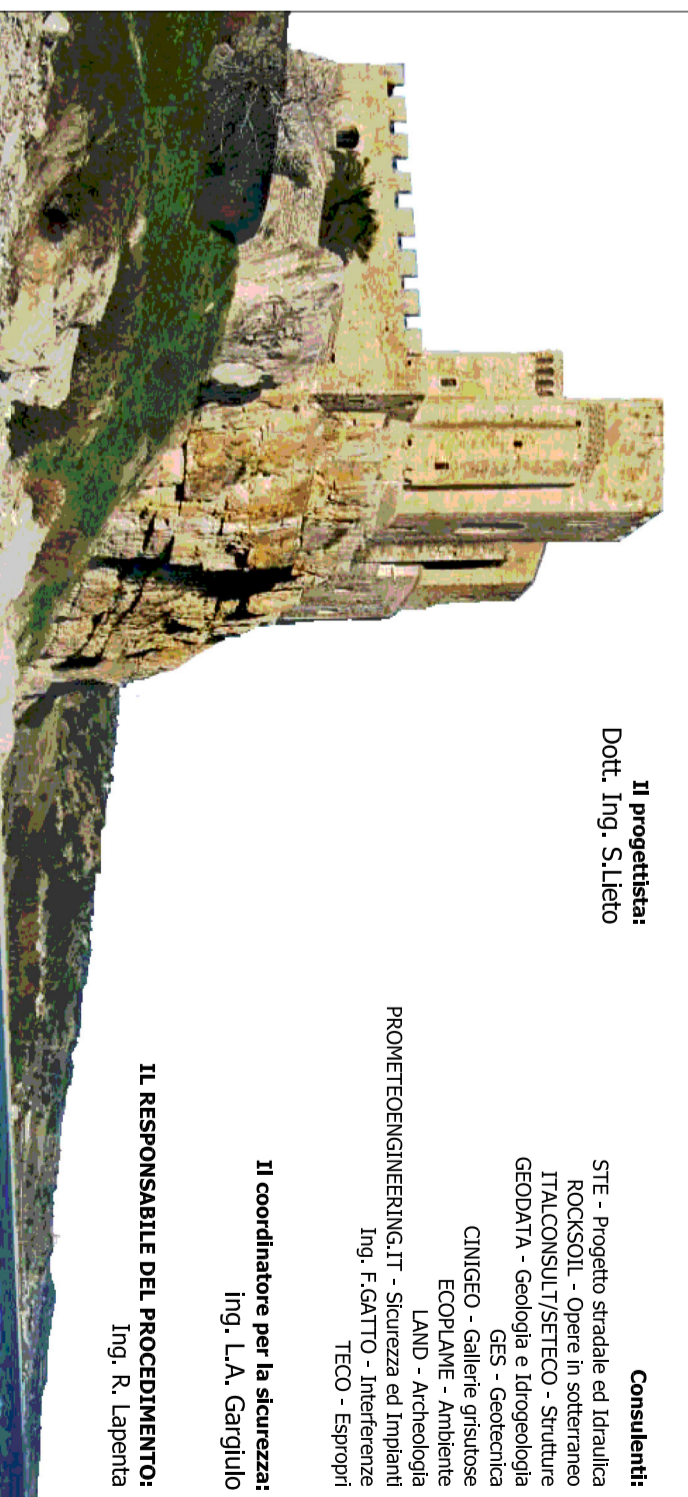 Il progettista:
Dott. Ing. S.Lieto
Consulenti:
STE - Progetto stradale ed Idraulica
ROCKSOIL - Opere in sotterraneo
ITALCONSULT/SETECO - Strutture
GEODATA - Geologia e Idrogeologia
GES - Geotecnica
CINIGEO - Gallerie grisutose
ECOPLAME - Ambiente
LAND - Archeologia
PROMETEOENGINEERING.IT - Sicurezza ed Impianti
Ing. F.GATTO - Interferenze
TECO - Espropri
Il coordinatore per la sicurezza:
ing. L.A. Gargiulo
IL RESPONSABILE DEL PROCEDIMENTO:
Ing. R. Lapenta